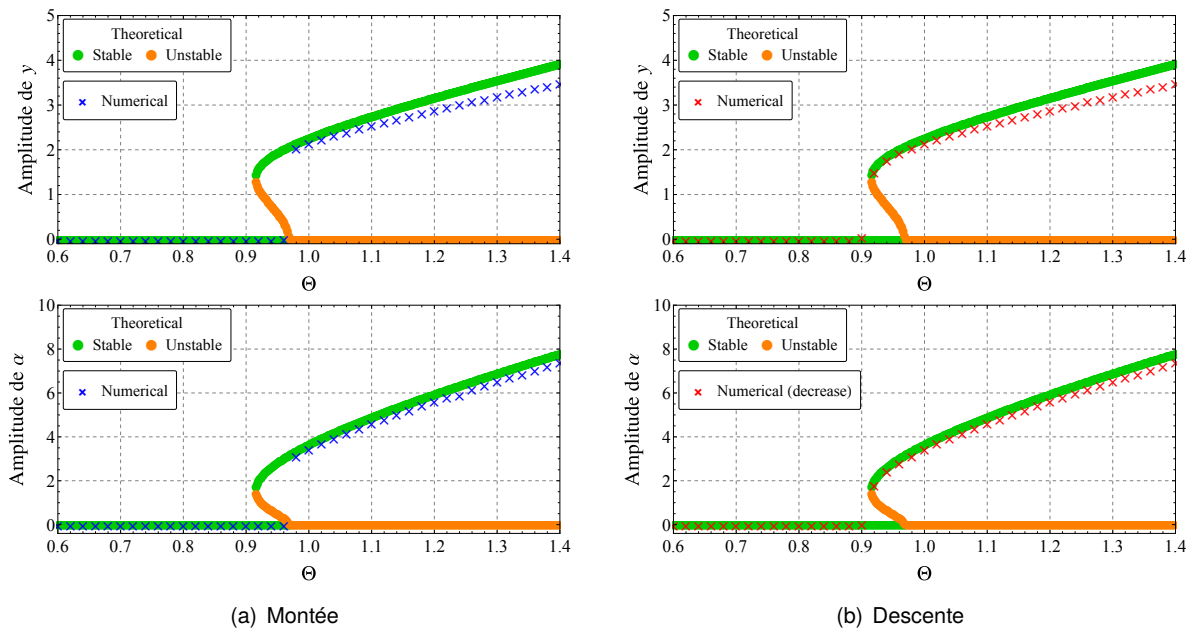 5
4
3
2
1
0
Amplitude de y
Theoretical
Stable Unstable
Numerical
0.6 0.7 0.8 0.9 1.0 1.1 1.2 1.3 1.4
Θ
10
8
6
4
2
0
Amplitude de α
Theoretical
Stable Unstable
Numerical
0.6 0.7 0.8 0.9 1.0 1.1 1.2 1.3 1.4
Θ
(a) Montée
5
4
3
2
1
0
Amplitude de y
Theoretical
Stable Unstable
Numerical
0.6 0.7 0.8 0.9 1.0 1.1 1.2 1.3 1.4
Θ
10
8
6
4
2
0
Amplitude de α
Theoretical
Stable Unstable
Numerical (decrease)
0.6 0.7 0.8 0.9 1.0 1.1 1.2 1.3 1.4
Θ
(b) Descente